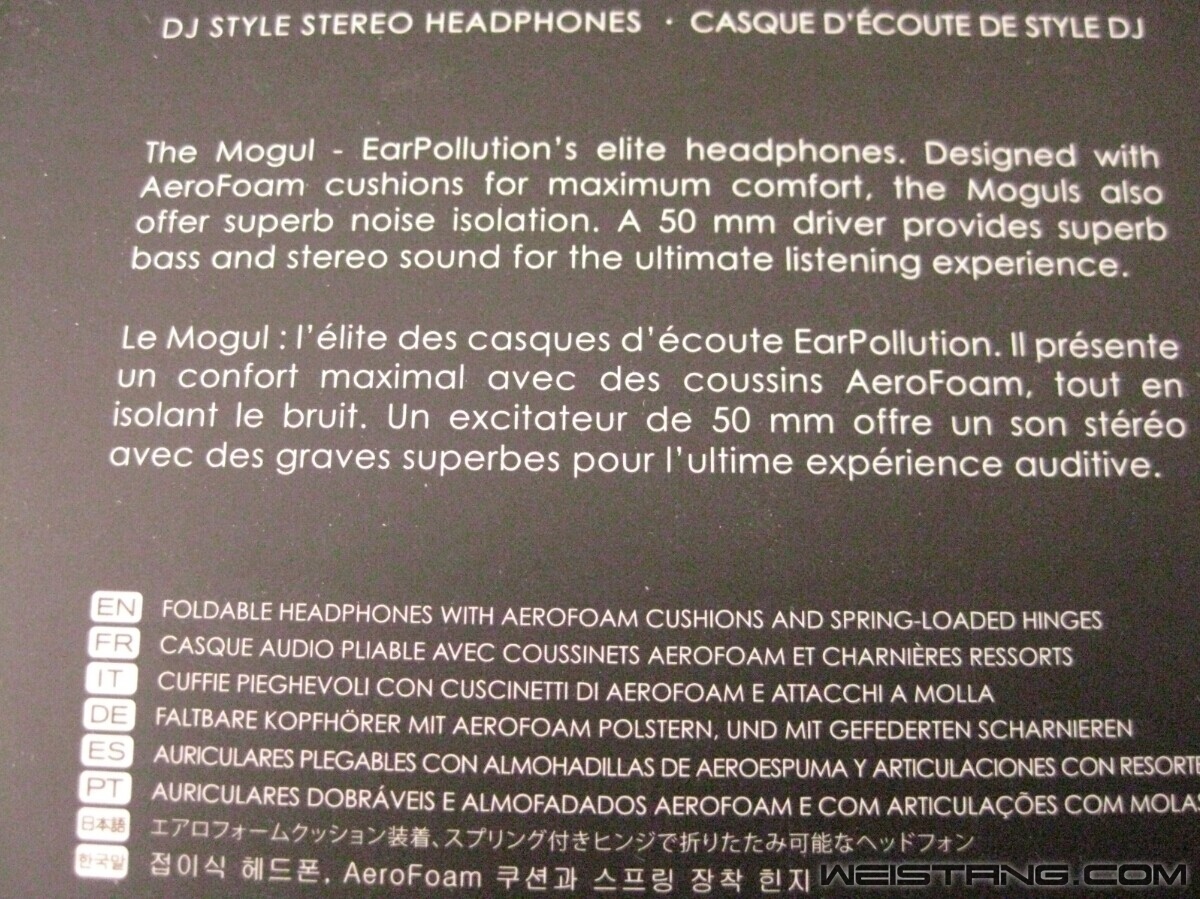 DJ STYLE STEREO HEADPHONES · CASQUE D'ÉCOUTE DE STYLE DJ
The Mogul - EarPollution's elite headphones. Designed with
AeroFoam cushions for maximum comfort, the Moguls also
offer superb noise isolation. A 50 mm driver provides superb
bass and stereo sound for the ultimate listening experience.
Le Mogul : l'élite des casques d'écoute EarPollution. Il présente
un confort maximal avec des coussins AeroFoam, tout en
isolant le bruit. Un excitateur de 50 mm offre un son stéréo
avec des graves superbes pour l'ultime expérience auditive.
EN FOLDABLE HEADPHONES WITH AEROFOAM CUSHIONS AND SPRING-LOADED HINGES
FR CASQUE AUDIO PLIABLE AVEC COUSSINETS AEROFOAM ET CHARNIÈRES RESSORTS
IT CUFFIE PIEGHEVOLI CON CUSCINETTI DI AEROFOAM E ATTACCHI A MOLLA
DE FALTBARE KOPFHÖRER MIT AEROFOAM POLSTERN, UND MIT GEFEDERTEN SCHARNIEREN
ES AURICULARES PLEGABLES CON ALMOHADILLAS DE AEROESPUMA Y ARTICULACIONES CON RESORTE
PT AURICULARES DOBRÁVEIS E ALMOFADADOS AEROFOAM E COM ARTICULAÇÕES COM MOLA
日本語 エアロフォームクッション装着、スプリング付きヒンジで折りたたみ可能なヘッドフォン
한국말 접이식 헤드폰, AeroFoam 쿠션과 스프링 장착 힌지
WEISTANG.COM